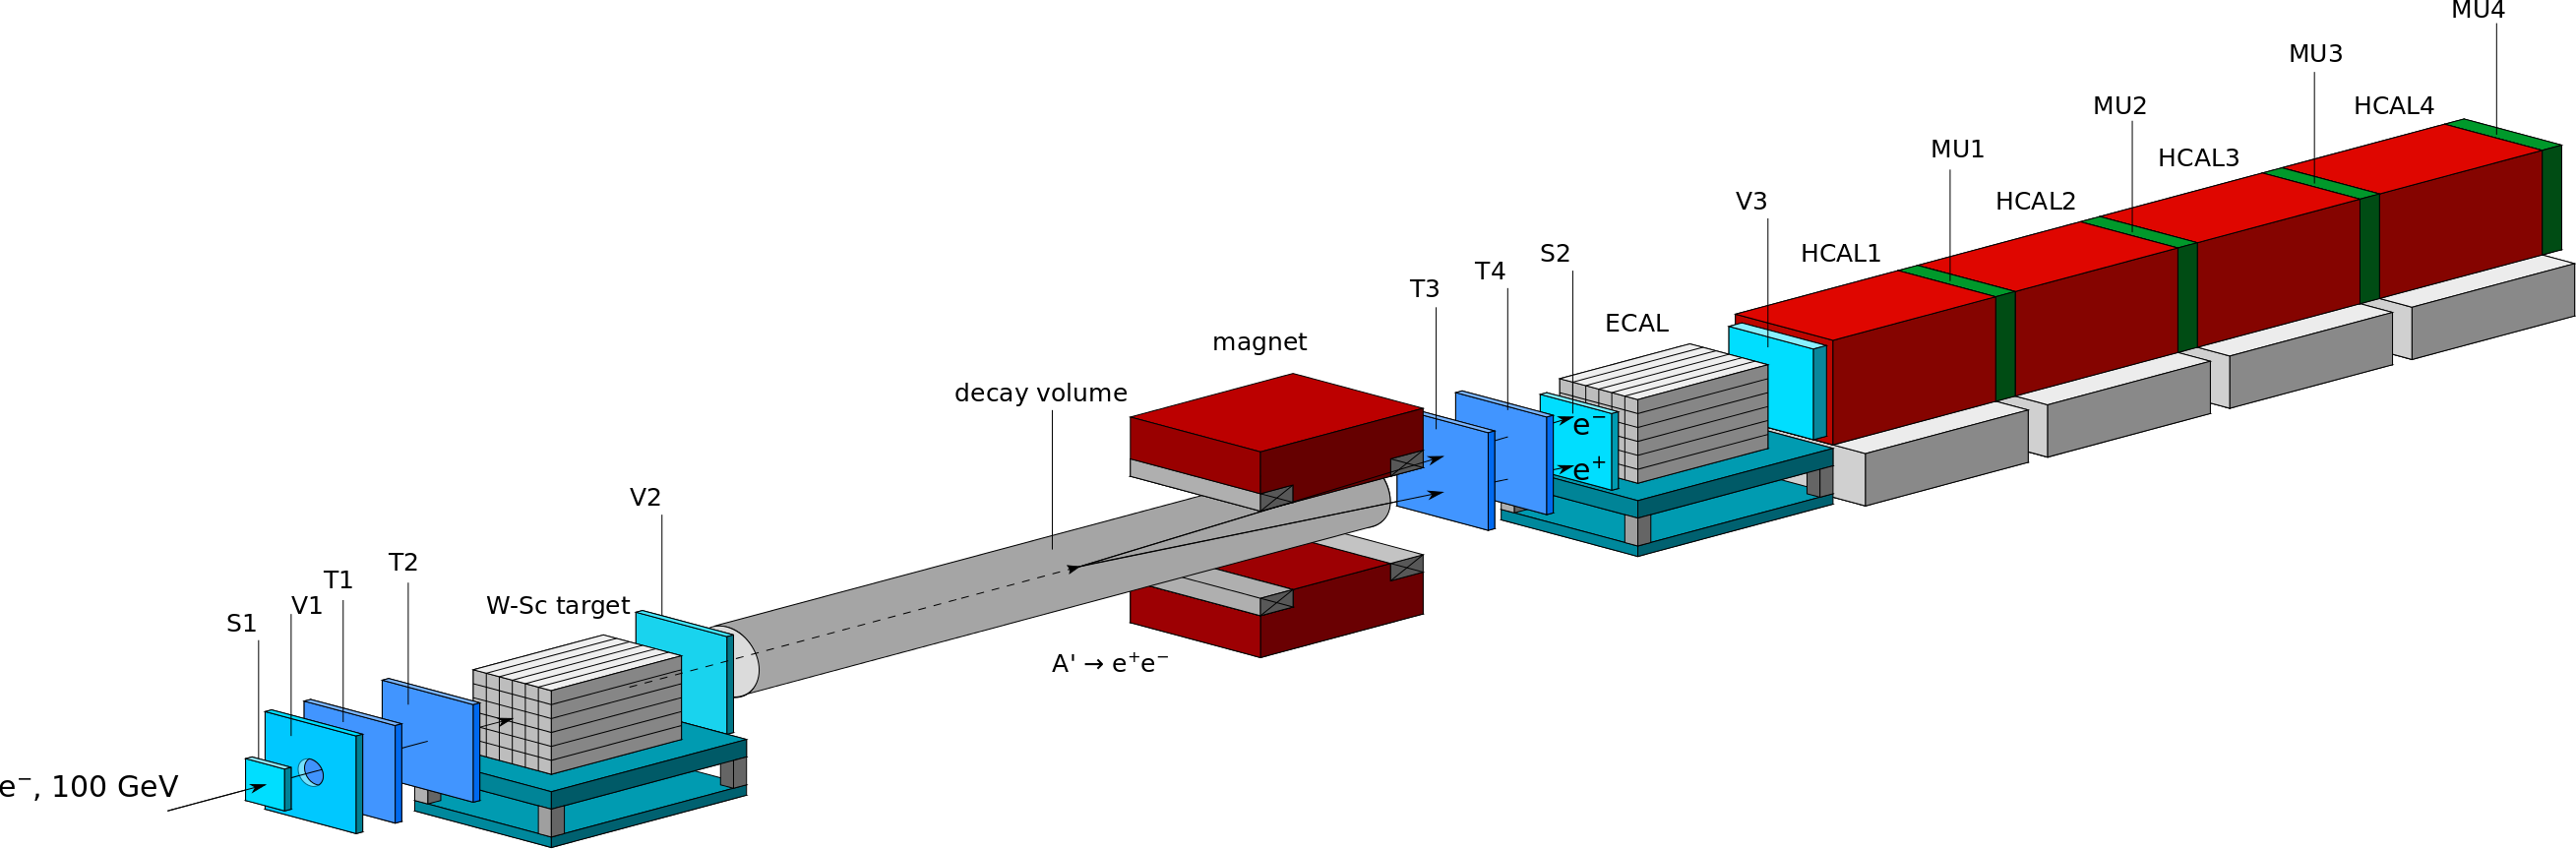 MU4
MU3
MU2
HCAL4
MU1
HCAL3
V3
HCAL2
S2
HCAL1
T4
T3
ECAL
magnet
decay volume
e⁻
e⁺
V2
T2
T1
V1
W-Sc target
S1
A' → e⁺e⁻
e⁻, 100 GeV